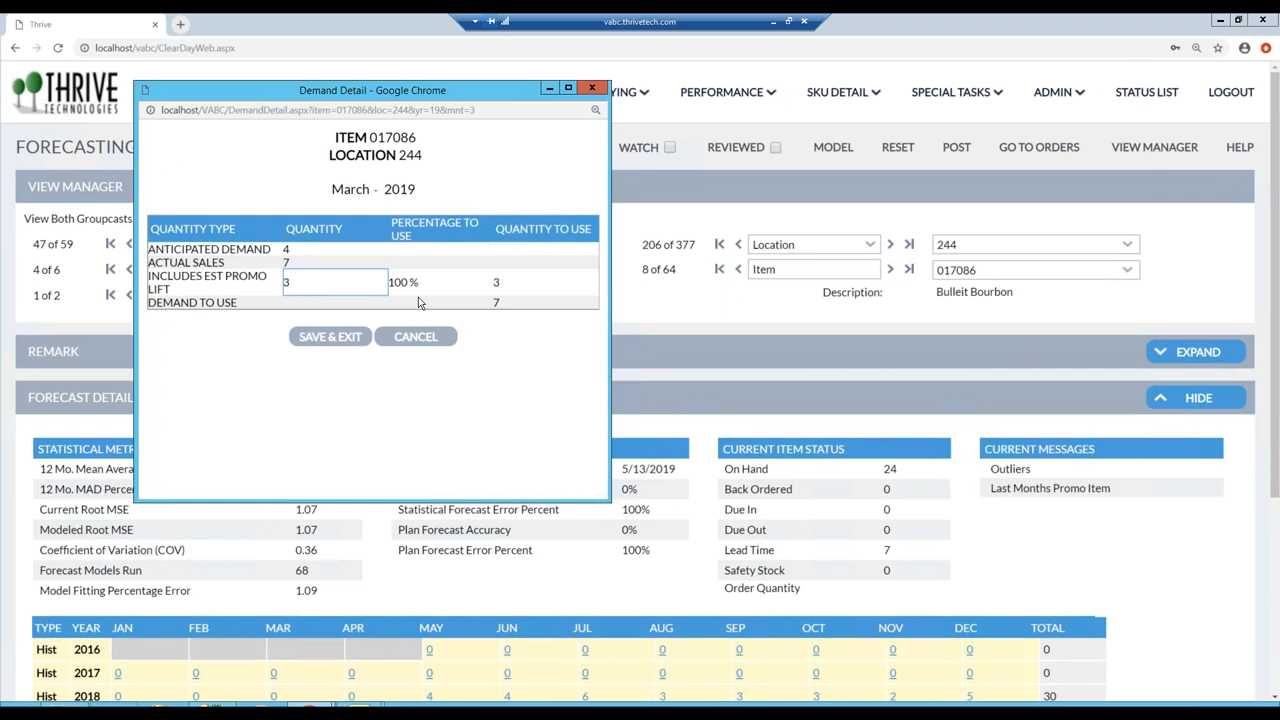 Thrive
vabc.thrivetech.com
localhost/vabc/ClearDayWeb.aspx
THRIVE
TECHNOLOGIES
YING
PERFORMANCE
SKU DETAIL
SPECIAL TASKS
ADMIN
STATUS LIST
LOGOUT
Demand Detail - Google Chrome
localhost/VABC/DemandDetail.aspx?item=017086&loc=244&yr=19&mnt=3
ITEM 017086
LOCATION 244
March - 2019
QUANTITY TYPE QUANTITY PERCENTAGE TO USE QUANTITY TO USE
ANTICIPATED DEMAND 4
ACTUAL SALES 7
INCLUDES EST PROMO LIFT 3 100 % 3
DEMAND TO USE 7
SAVE & EXIT CANCEL
FORECASTING
WATCH REVIEWED MODEL RESET POST GO TO ORDERS VIEW MANAGER HELP
VIEW MANAGER
View Both Groupcasts
47 of 59
4 of 6
1 of 2
206 of 377 Location 244
8 of 64 Item 017086
Description: Bulleit Bourbon
REMARK EXPAND
FORECAST DETAIL HIDE
STATISTICAL METR
12 Mo. Mean Avera
12 Mo. MAD Percen
Current Root MSE 1.07
Modeled Root MSE 1.07
Coefficient of Variation (COV) 0.36
Forecast Models Run 68
Model Fitting Percentage Error 1.09
5/13/2019
0%
Statistical Forecast Error Percent 100%
Plan Forecast Accuracy 0%
Plan Forecast Error Percent 100%
CURRENT ITEM STATUS
On Hand 24
Back Ordered 0
Due In 0
Due Out 0
Lead Time 7
Safety Stock 0
Order Quantity
CURRENT MESSAGES
Outliers
Last Months Promo Item
TYPE YEAR JAN FEB MAR APR MAY JUN JUL AUG SEP OCT NOV DEC TOTAL
Hist 2016 0 0 0 0 0 0 0 0 0
Hist 2017 0 0 0 0 0 0 0 0 0 0 0 0 0
Hist 2018 0 0 0 0 4 4 6 3 3 3 2 5 30